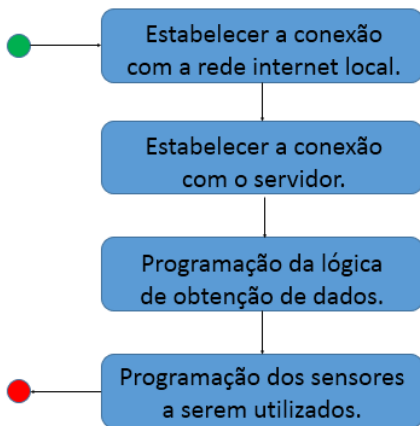 Estabelecer a conexão
com a rede internet local.
Estabelecer a conexão
com o servidor.
Programação da lógica
de obtenção de dados.
Programação dos sensores
a serem utilizados.